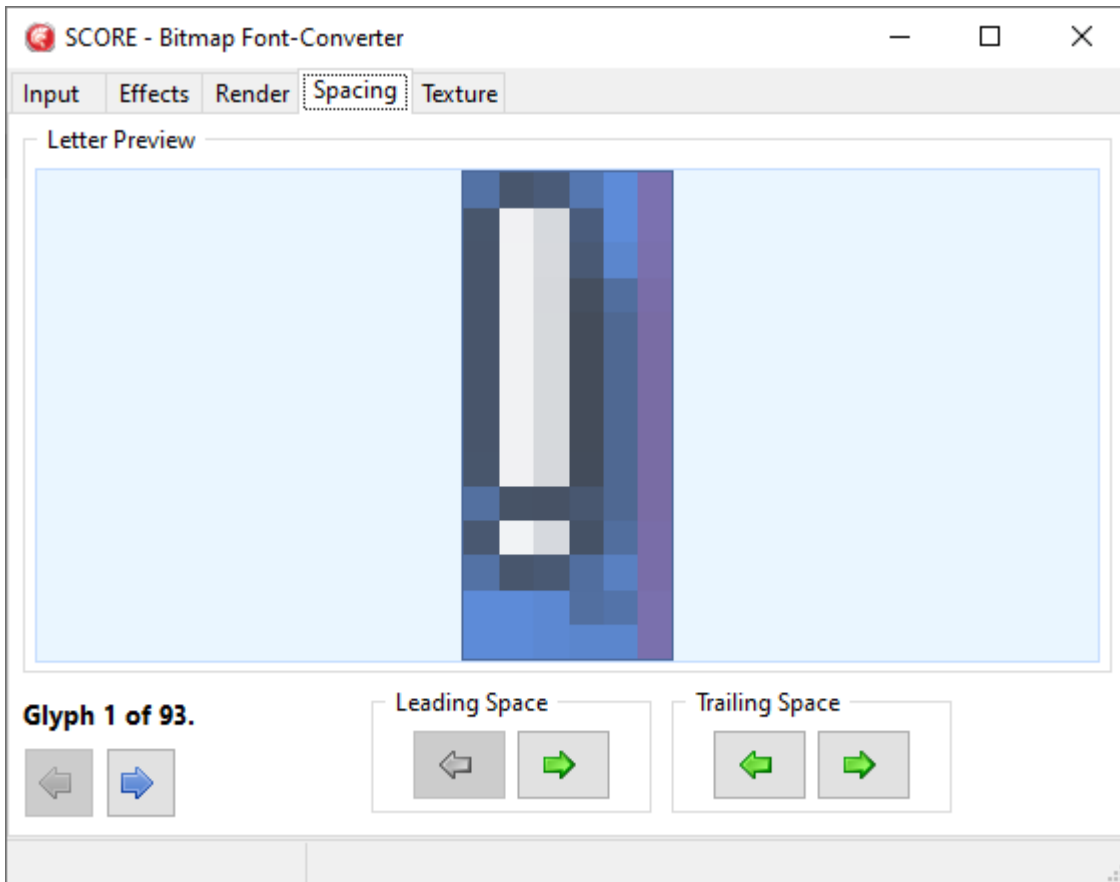 SCORE - Bitmap Font-Converter
Input Effects Render Spacing Texture
Letter Preview
Glyph 1 of 93.
Leading Space
Trailing Space